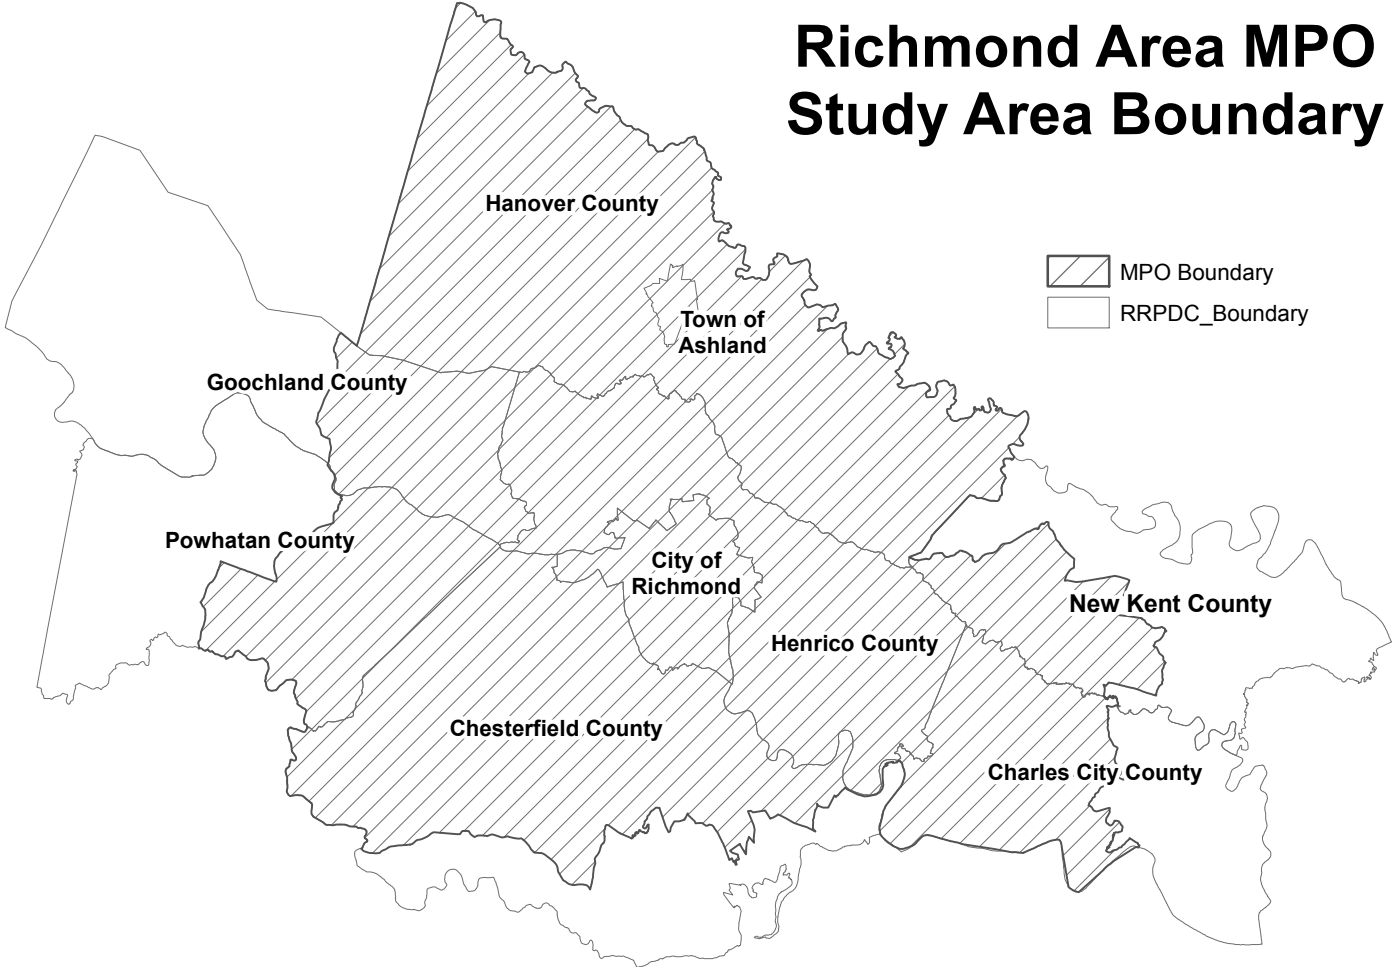 Richmond Area MPO
Study Area Boundary
Hanover County
MPO Boundary
RRPDC_Boundary
Town of
Ashland
Goochland County
Powhatan County
City of
Richmond
New Kent County
Henrico County
Chesterfield County
Charles City County